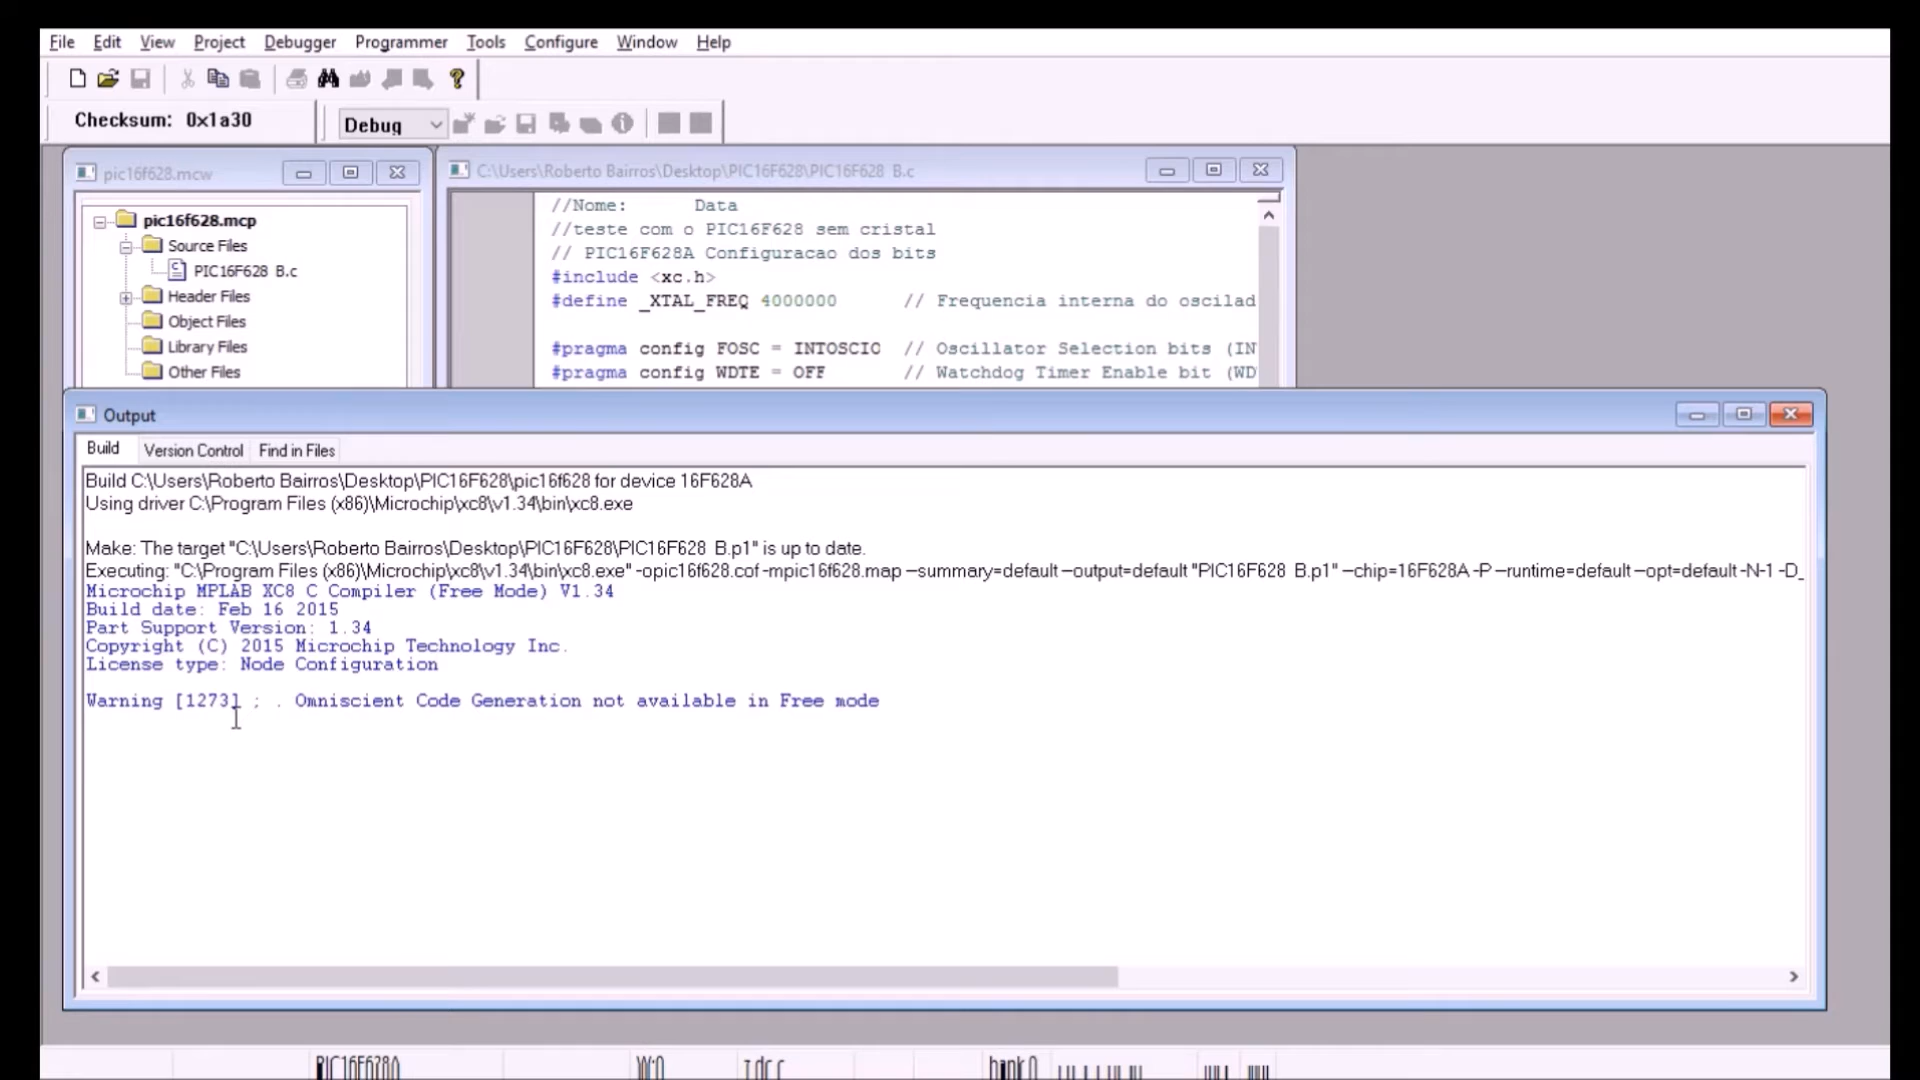 File Edit View Project Debugger Programmer Tools Configure Window Help
Checksum: 0x1a30
Debug
pic16f628.mcw
pic16f628.mcp
Source Files
PIC16F628 B.c
Header Files
Object Files
Library Files
Other Files
C:\Users\Roberto Bairros\Desktop\PIC16F628\PIC16F628 B.c
//Nome: Data
//teste com o PIC16F628 sem cristal
// PIC16F628A Configuracao dos bits
#include <xc.h>
#define _XTAL_FREQ 4000000 // Frequencia interna do oscilad
#pragma config FOSC = INTOSCIO // Oscillator Selection bits (IN
#pragma config WDTE = OFF // Watchdog Timer Enable bit (WD
Output
Build Version Control Find in Files
Build C:\Users\Roberto Bairros\Desktop\PIC16F628\pic16f628 for device 16F628A
Using driver C:\Program Files (x86)\Microchip\xc8\v1.34\bin\xc8.exe
Make: The target "C:\Users\Roberto Bairros\Desktop\PIC16F628\PIC16F628 B.p1" is up to date.
Executing: "C:\Program Files (x86)\Microchip\xc8\v1.34\bin\xc8.exe" -opic16f628.cof -mpic16f628.map --summary=default --output=default "PIC16F628 B.p1" --chip=16F628A -P --runtime=default --opt=default -N-1 -D_
Microchip MPLAB XC8 C Compiler (Free Mode) V1.34
Build date: Feb 16 2015
Part Support Version: 1.34
Copyright (C) 2015 Microchip Technology Inc.
License type: Node Configuration
Warning [1273] ; . Omniscient Code Generation not available in Free mode
PIC16F628A W:0 z dc c bank 0